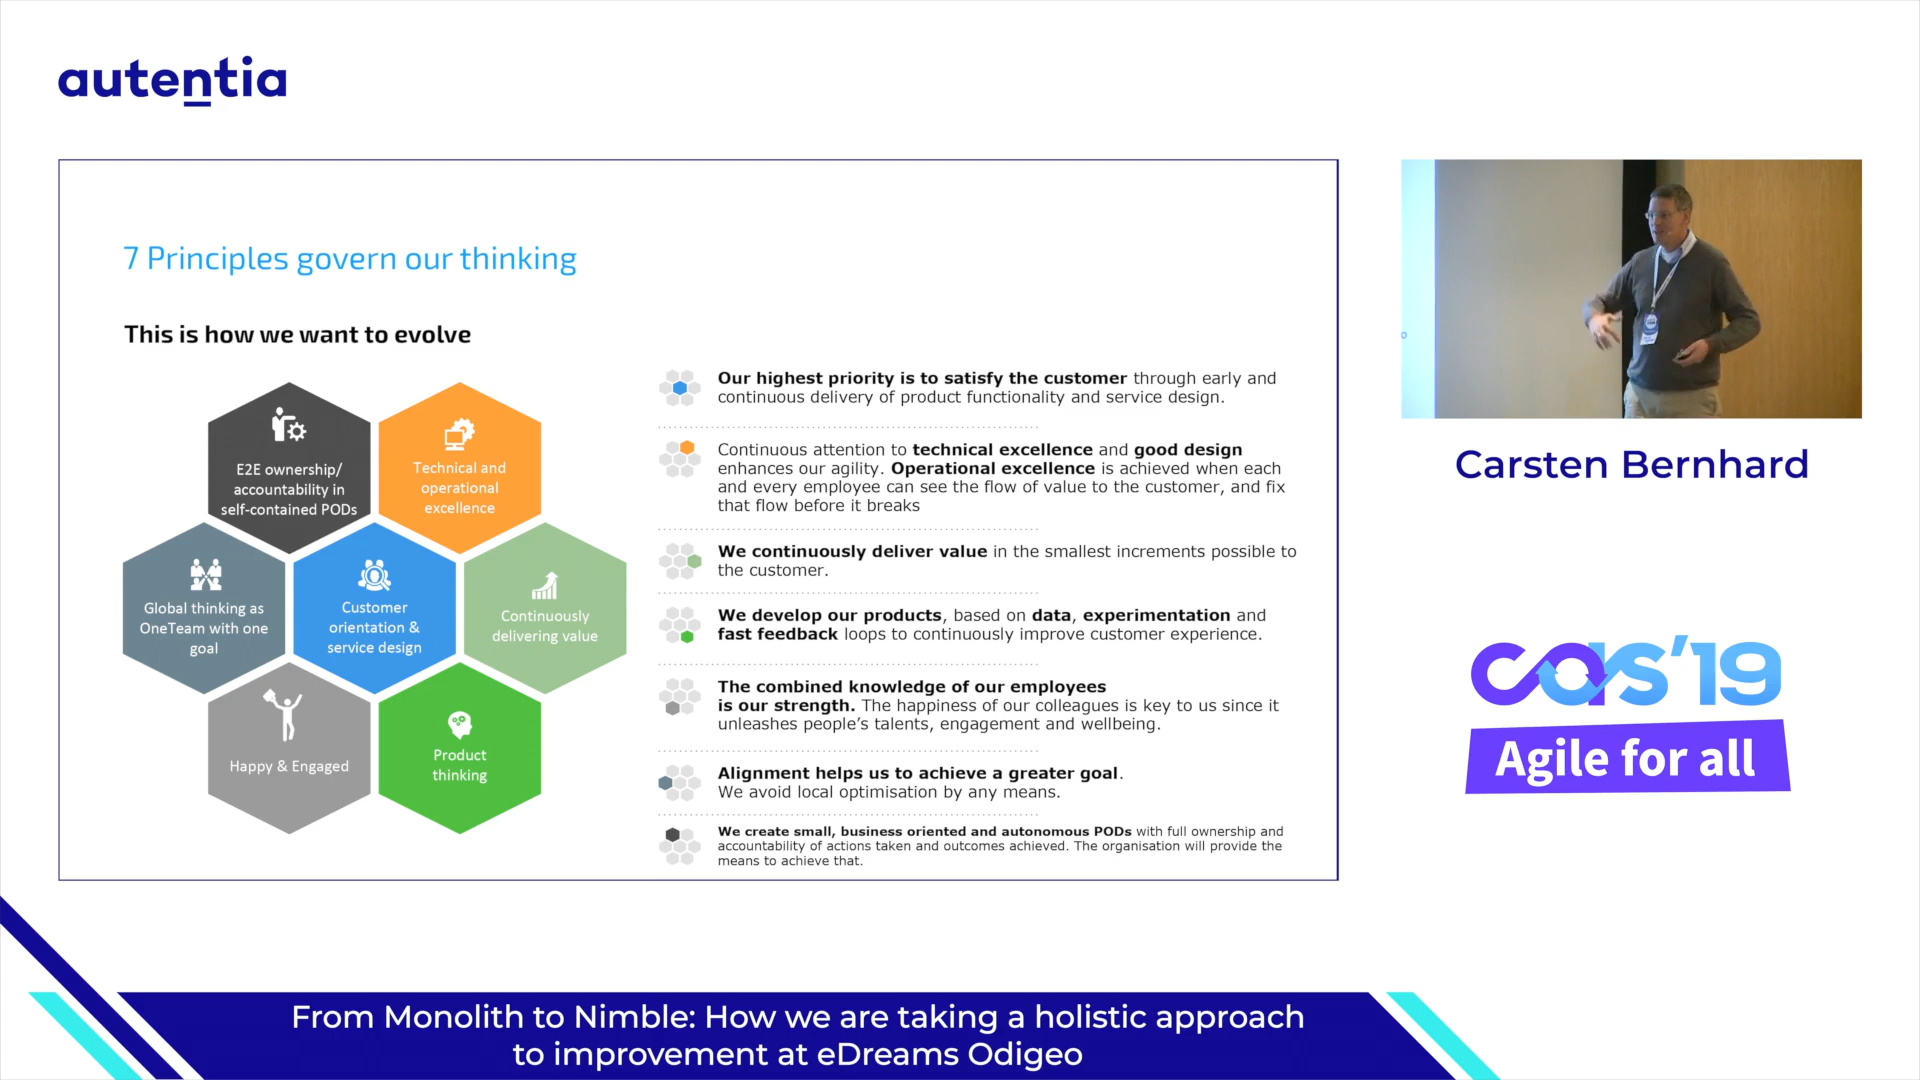 autentia
7 Principles govern our thinking
This is how we want to evolve
E2E ownership/
accountability in
self-contained PODs
Technical and
operational
excellence
Global thinking as
OneTeam with one
goal
Customer
orientation &
service design
Continuously
delivering value
Happy & Engaged
Product
thinking
Our highest priority is to satisfy the customer through early and
continuous delivery of product functionality and service design.
Continuous attention to technical excellence and good design
enhances our agility. Operational excellence is achieved when each
and every employee can see the flow of value to the customer, and fix
that flow before it breaks
We continuously deliver value in the smallest increments possible to
the customer.
We develop our products, based on data, experimentation and
fast feedback loops to continuously improve customer experience.
The combined knowledge of our employees
is our strength. The happiness of our colleagues is key to us since it
unleashes people's talents, engagement and wellbeing.
Alignment helps us to achieve a greater goal.
We avoid local optimisation by any means.
We create small, business oriented and autonomous PODs with full ownership and
accountability of actions taken and outcomes achieved. The organisation will provide the
means to achieve that.
Carsten Bernhard
cas'19
Agile for all
From Monolith to Nimble: How we are taking a holistic approach
to improvement at eDreams Odigeo